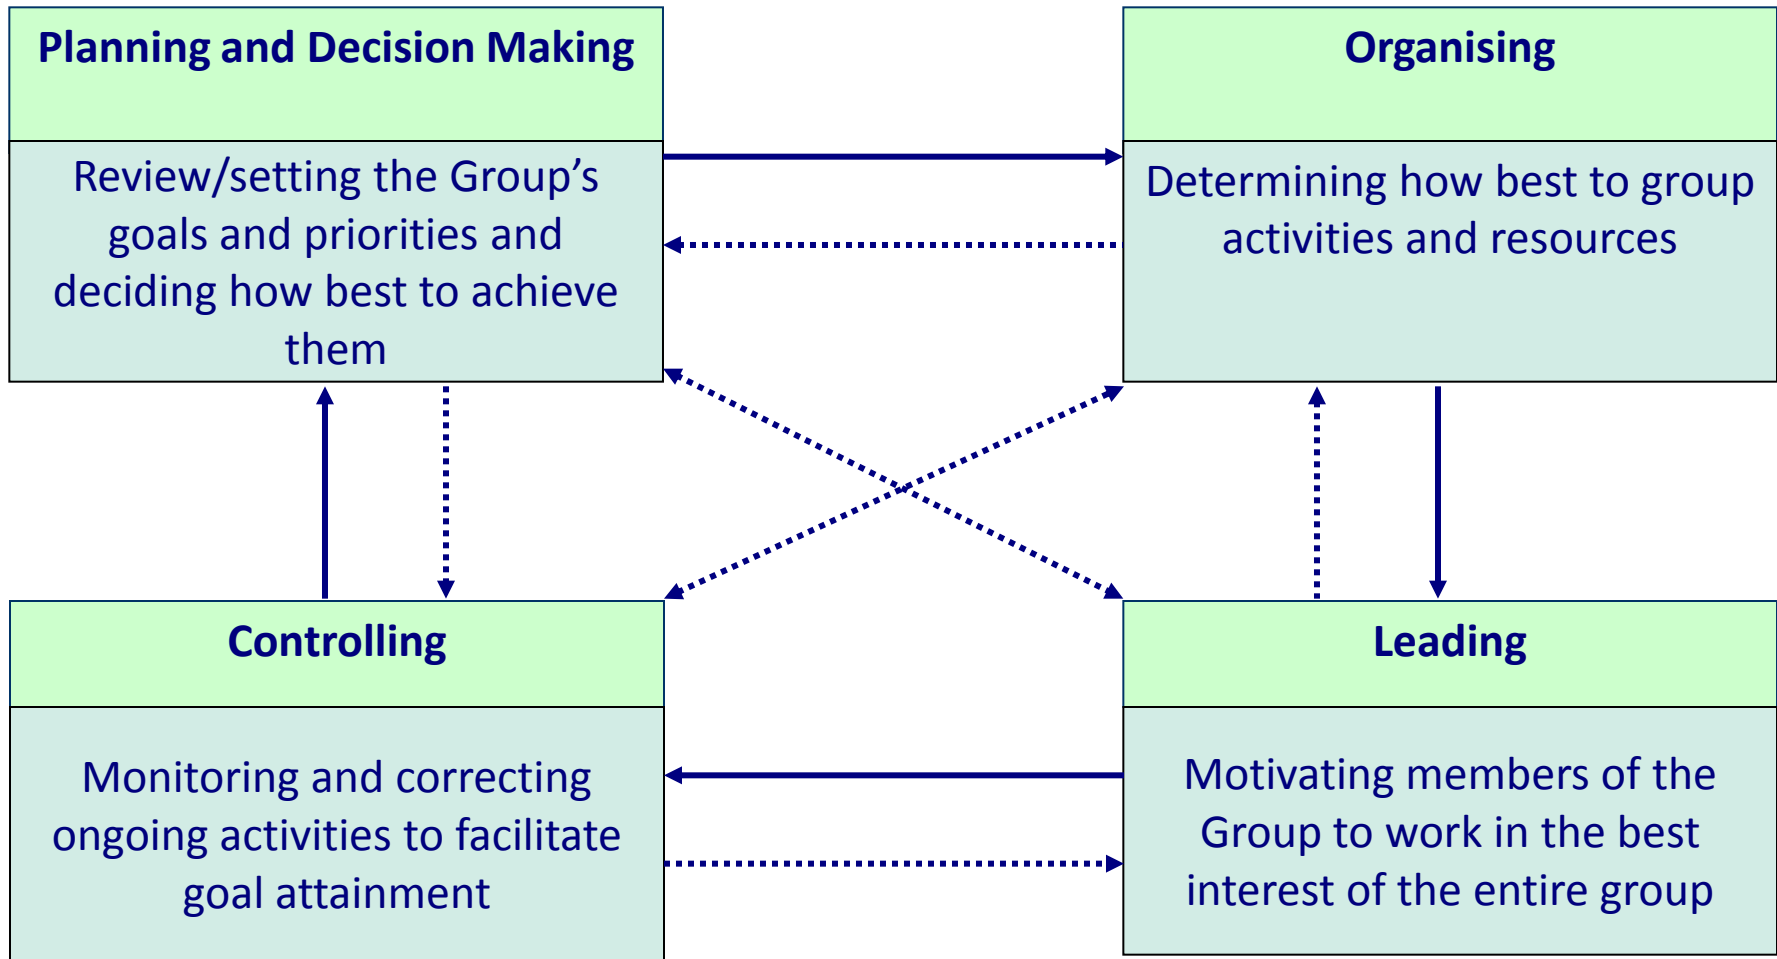 Planning and Decision Making
Review/setting the Group’s
goals and priorities and
deciding how best to achieve
them
Organising
Determining how best to group
activities and resources
Controlling
Monitoring and correcting
ongoing activities to facilitate
goal attainment
Leading
Motivating members of the
Group to work in the best
interest of the entire group